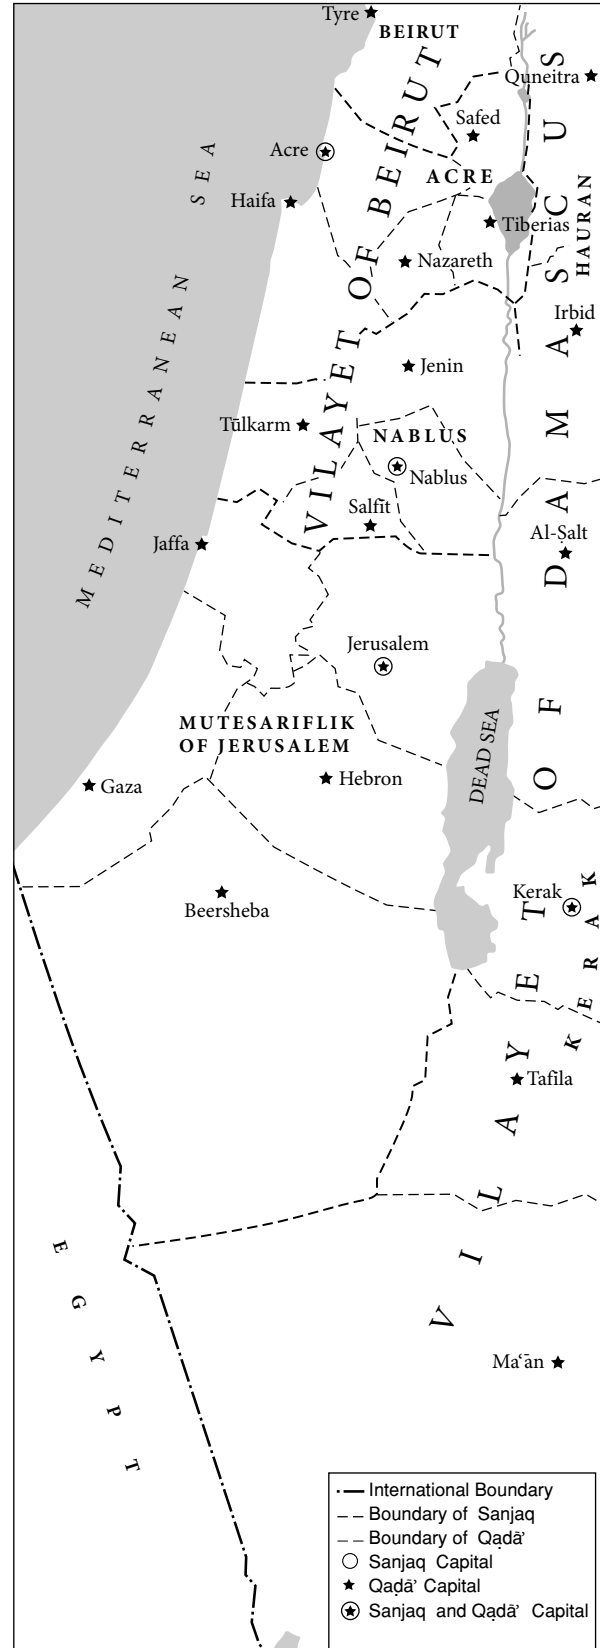 Tyre
BEIRUT
Quneitra
Safed
Acre
ACRE
Haifa
Tiberias
HAURAN
Nazareth
SEA
MEDITERRANEAN
VILAYET OF BEIRUT
Irbid
Jenin
Tūlkarm
NABLUS
Nablus
Salfīt
Al-Ṣalt
Jaffa
Jerusalem
MUTESARIFLIK
OF JERUSALEM
DEAD SEA
Hebron
Gaza
Beersheba
Kerak
KERAK
VILAYET OF DAMASCUS
Tafīla
EGYPT
Ma‘ān
International Boundary
Boundary of Sanjaq
Boundary of Qaḍā’
Sanjaq Capital
Qaḍā’ Capital
Sanjaq and Qaḍā’ Capital